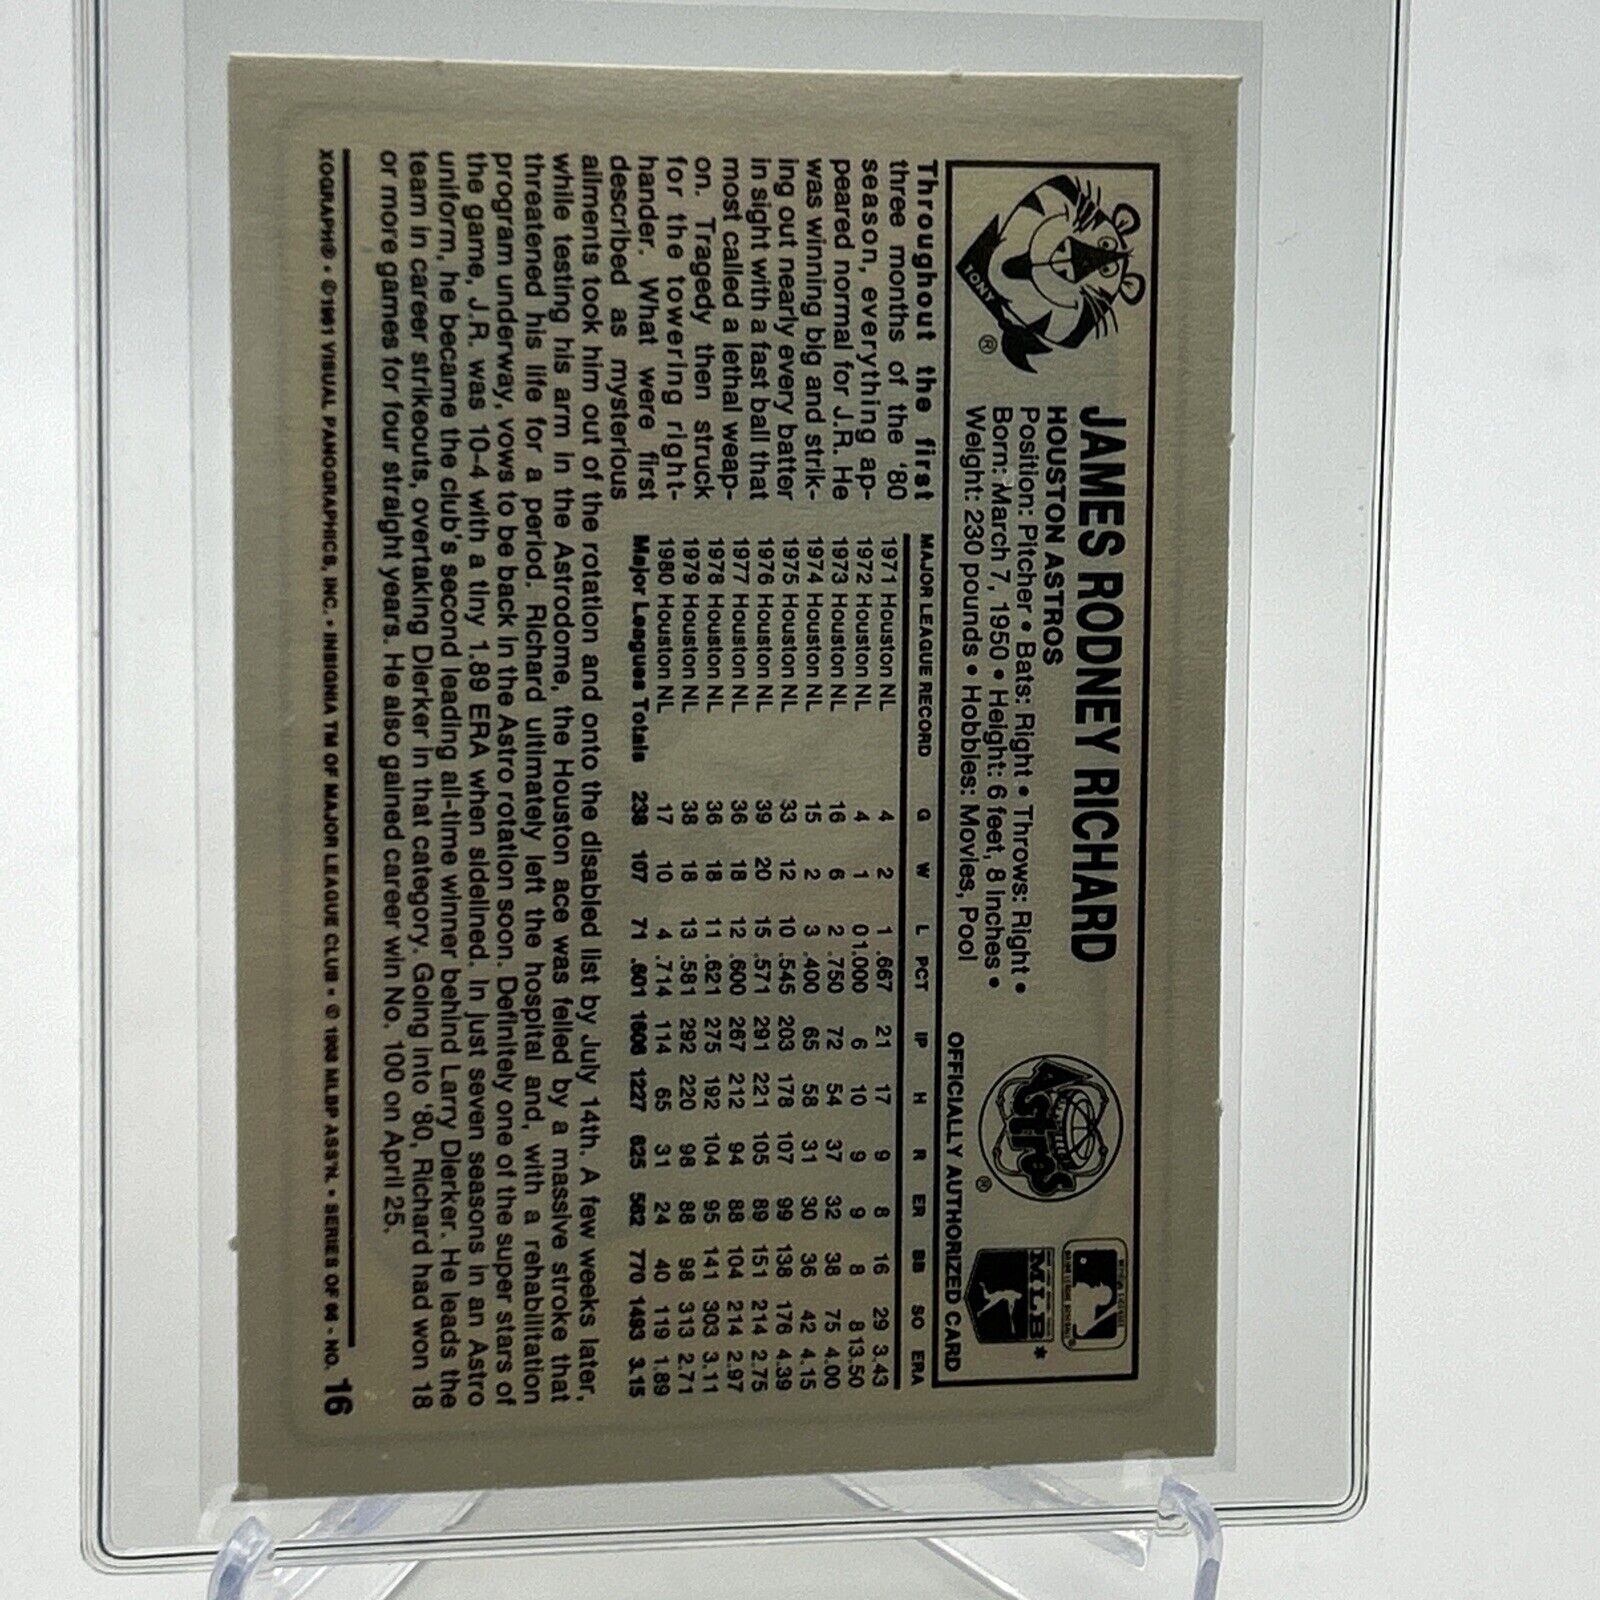 TONY
®
JAMES RODNEY RICHARD
HOUSTON ASTROS
Position: Pitcher • Bats: Right • Throws: Right •
Born: March 7, 1950 • Height: 6 feet, 8 inches •
Weight: 230 pounds • Hobbies: Movies, Pool
ASTROS
®
MLB*
OFFICIALLY AUTHORIZED CARD
Throughout the first
three months of the '80
season, everything ap-
peared normal for J.R. He
was winning big and strik-
ing out nearly every batter
in sight with a fast ball that
most called a lethal weap-
on. Tragedy then struck
for the towering right-
hander. What were first
described as mysterious
MAJOR LEAGUE RECORD G W L PCT IP H R ER BB SO ERA
1971 Houston NL 4 2 1 .667 21 17 9 8 16 29 3.43
1972 Houston NL 4 1 0 1.000 6 10 9 9 8 8 13.50
1973 Houston NL 16 6 2 .750 72 54 37 32 38 75 4.00
1974 Houston NL 15 2 3 .400 65 58 31 30 36 42 4.15
1975 Houston NL 33 12 10 .545 203 178 107 99 138 176 4.39
1976 Houston NL 39 20 15 .571 291 221 105 89 151 214 2.75
1977 Houston NL 36 18 12 .600 267 212 94 88 104 214 2.97
1978 Houston NL 36 18 11 .621 275 192 104 95 141 303 3.11
1979 Houston NL 38 18 13 .581 292 220 98 88 98 313 2.71
1980 Houston NL 17 10 4 .714 114 65 31 24 40 119 1.89
Major Leagues Totals 238 107 71 .601 1606 1227 625 562 770 1493 3.15
ailments took him out of the rotation and onto the disabled list by July 14th. A few weeks later,
while testing his arm in the Astrodome, the Houston ace was felled by a massive stroke that
threatened his life for a period. Richard ultimately left the hospital and, with a rehabilitation
program underway, vows to be back in the Astro rotation soon. Definitely one of the super stars of
the game, J.R. was 10-4 with a tiny 1.89 ERA when sidelined. In just seven seasons in an Astro
uniform, he became the club's second leading all-time winner behind Larry Dierker. He leads the
team in career strikeouts, overtaking Dierker in that category. Going into '80, Richard had won 18
or more games for four straight years. He also gained career win No. 100 on April 25.
XOGRAPH® • ©1981 VISUAL PANOGRAPHICS, INC. • INSIGNIA TM OF MAJOR LEAGUE CLUB • © 1968 MLBP ASS'N. • SERIES OF 66 • NO. 16